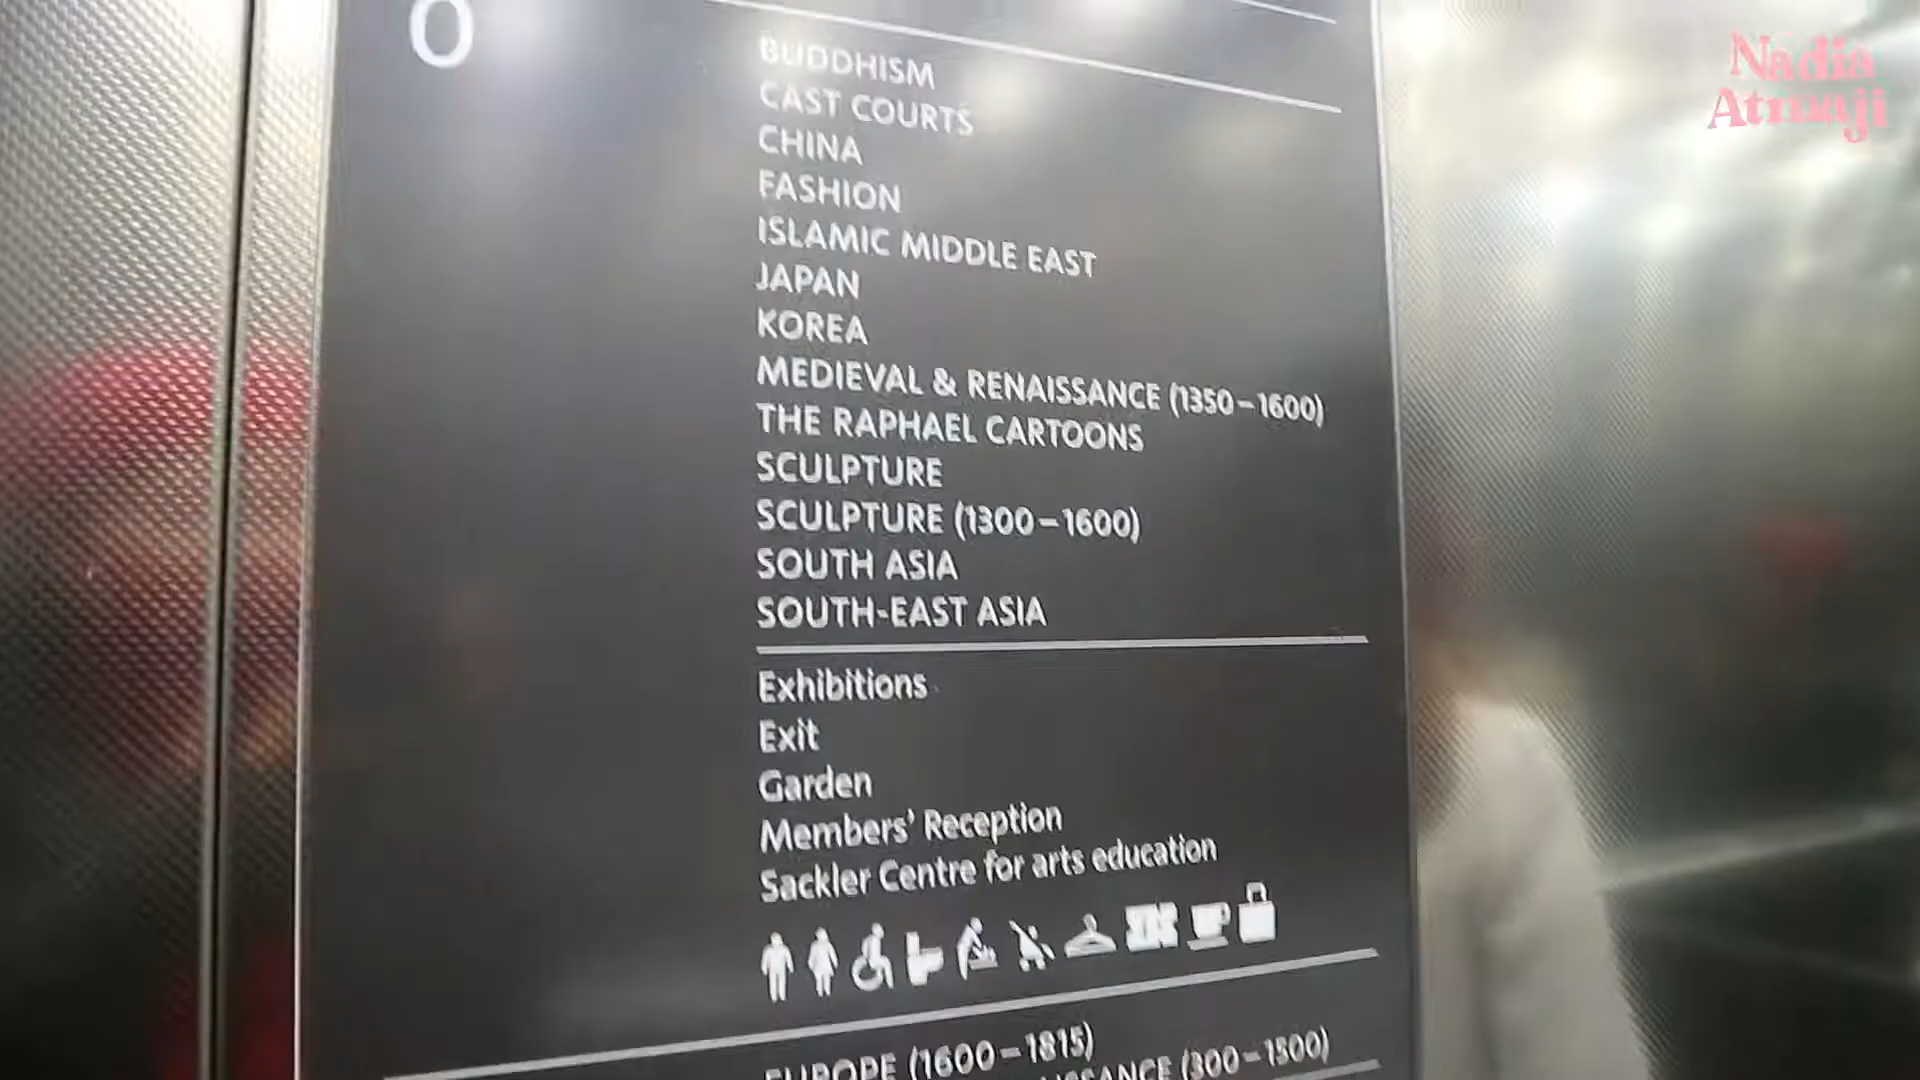 Nadia
Atmaji
0
BUDDHISM
CAST COURTS
CHINA
FASHION
ISLAMIC MIDDLE EAST
JAPAN
KOREA
MEDIEVAL & RENAISSANCE (1350–1600)
THE RAPHAEL CARTOONS
SCULPTURE
SCULPTURE (1300–1600)
SOUTH ASIA
SOUTH-EAST ASIA
Exhibitions
Exit
Garden
Members' Reception
Sackler Centre for arts education
EUROPE (1600–1815)
(300–1500)